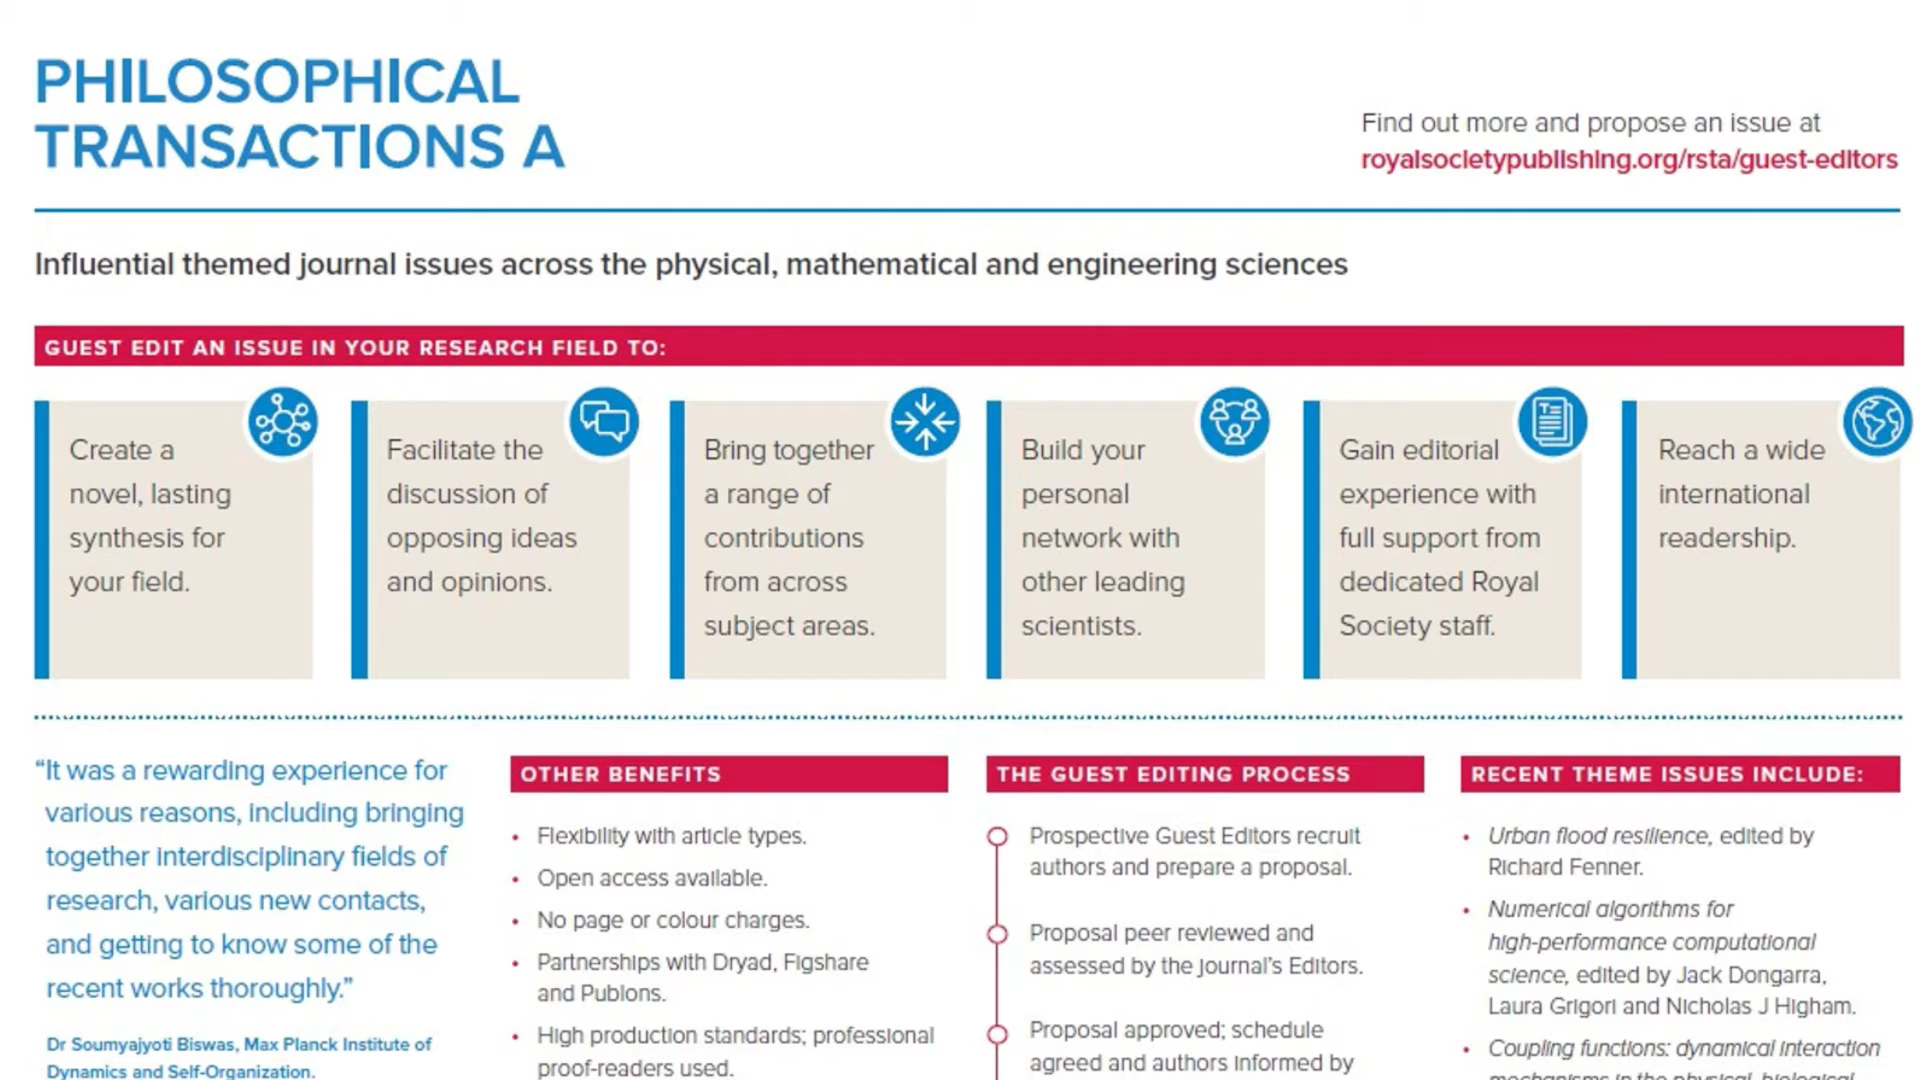 PHILOSOPHICAL
TRANSACTIONS A
Find out more and propose an issue at
royalsocietypublishing.org/rsta/guest-editors
Influential themed journal issues across the physical, mathematical and engineering sciences
GUEST EDIT AN ISSUE IN YOUR RESEARCH FIELD TO:
Create a
novel, lasting
synthesis for
your field.
Facilitate the
discussion of
opposing ideas
and opinions.
Bring together
a range of
contributions
from across
subject areas.
Build your
personal
network with
other leading
scientists.
Gain editorial
experience with
full support from
dedicated Royal
Society staff.
Reach a wide
international
readership.
“It was a rewarding experience for
various reasons, including bringing
together interdisciplinary fields of
research, various new contacts,
and getting to know some of the
recent works thoroughly.”
Dr Soumyajyoti Biswas, Max Planck Institute of
Dynamics and Self-Organization.
OTHER BENEFITS
• Flexibility with article types.
• Open access available.
• No page or colour charges.
• Partnerships with Dryad, Figshare
and Publons.
• High production standards; professional
proof-readers used.
THE GUEST EDITING PROCESS
Prospective Guest Editors recruit
authors and prepare a proposal.
Proposal peer reviewed and
assessed by the journal’s Editors.
Proposal approved; schedule
agreed and authors informed by
RECENT THEME ISSUES INCLUDE:
• Urban flood resilience, edited by
Richard Fenner.
• Numerical algorithms for
high-performance computational
science, edited by Jack Dongarra,
Laura Grigori and Nicholas J Higham.
• Coupling functions: dynamical interaction
mechanisms in the physical, biological